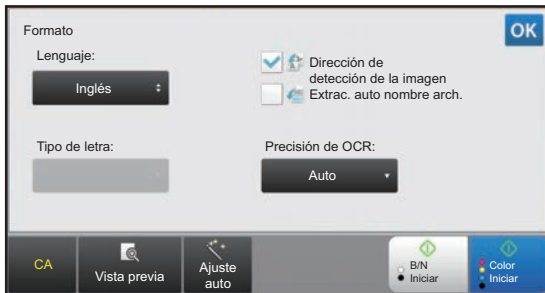 Formato
OK
Lenguaje:
Inglés
Dirección de
detección de la imagen
Extrac. auto nombre arch.
Tipo de letra:
Precisión de OCR:
Auto
CA
Vista previa
Ajuste
auto
B/N
Iniciar
Color
Iniciar